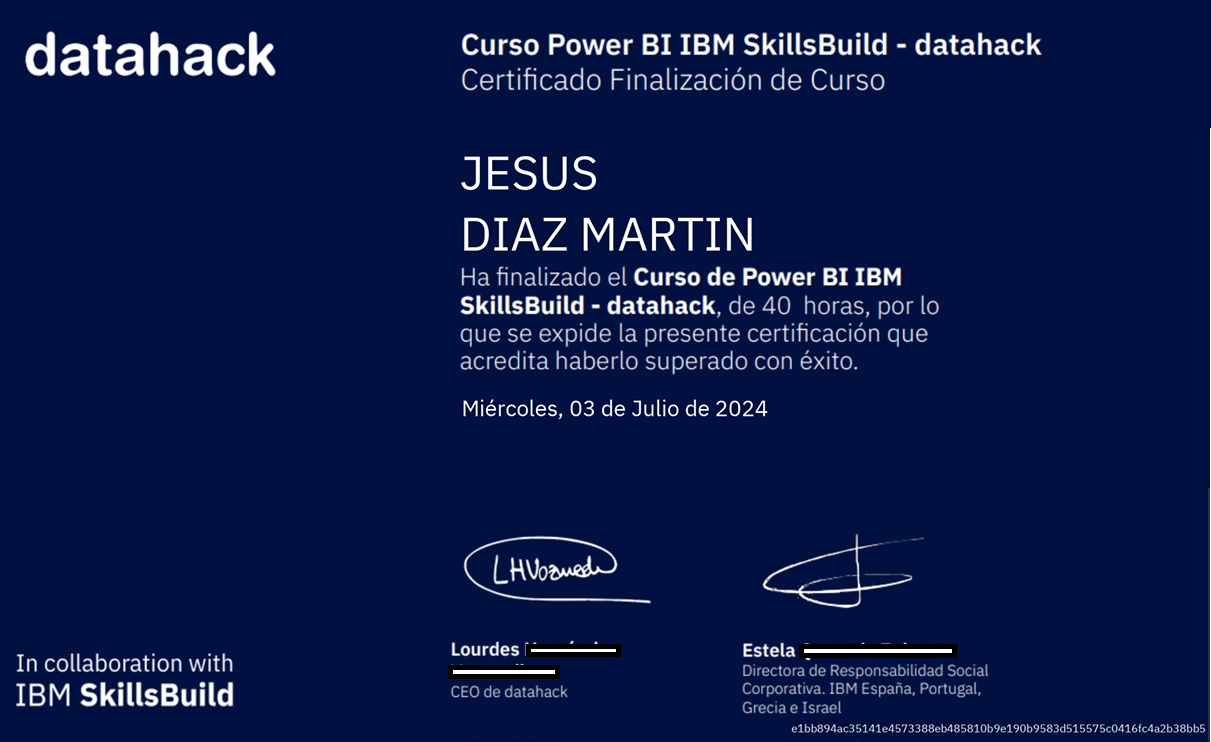 datahack
Curso Power BI IBM SkillsBuild - datahack
Certificado Finalización de Curso
JESUS
DIAZ MARTIN
Ha finalizado el Curso de Power BI IBM
SkillsBuild - datahack, de 40 horas, por lo
que se expide la presente certificación que
acredita haberlo superado con éxito.
Miércoles, 03 de Julio de 2024
Lourdes
CEO de datahack
Estela
Directora de Responsabilidad Social
Corporativa. IBM España, Portugal,
Grecia e Israel
In collaboration with
IBM SkillsBuild
e1bb894ac35141e4573388eb485810b9e190b9583d515575c0416fc4a2b38bb5